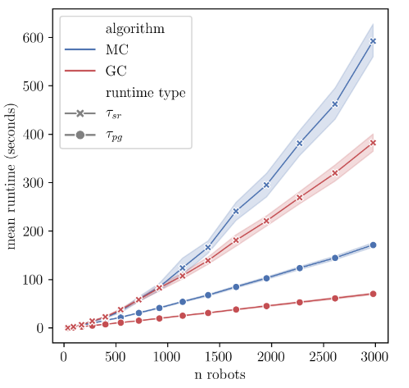 algorithm
MC
GC
runtime type
τ_sr
τ_pg
mean runtime (seconds)
600
500
400
300
200
100
0
0 500 1000 1500 2000 2500 3000
n robots